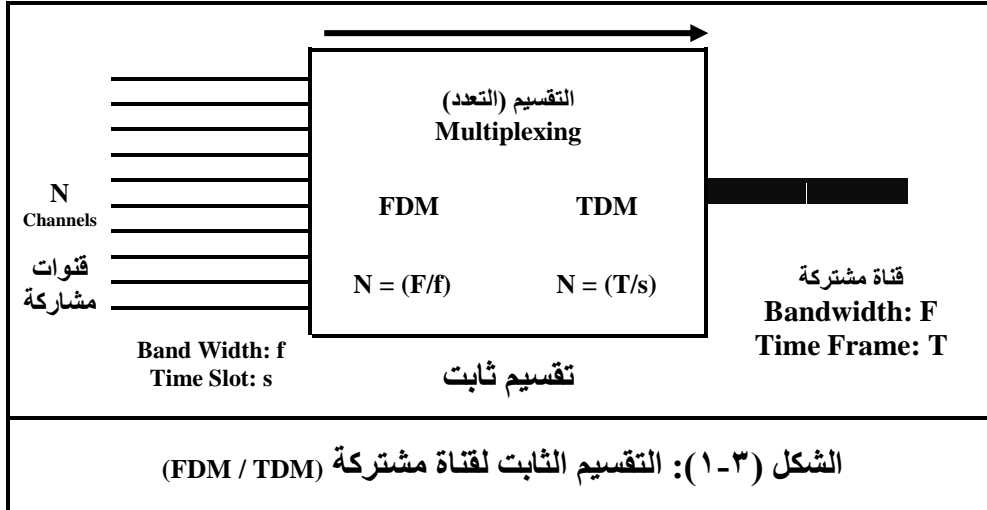 التقسيم (التعدد)
Multiplexing
FDM
TDM
N = (F/f)
N = (T/s)
N
Channels
قنوات
مشاركة
Band Width: f
Time Slot: s
قناة مشتركة
Bandwidth: F
Time Frame: T
تقسيم ثابت
الشكل (٣-١): التقسيم الثابت لقناة مشتركة (FDM / TDM)